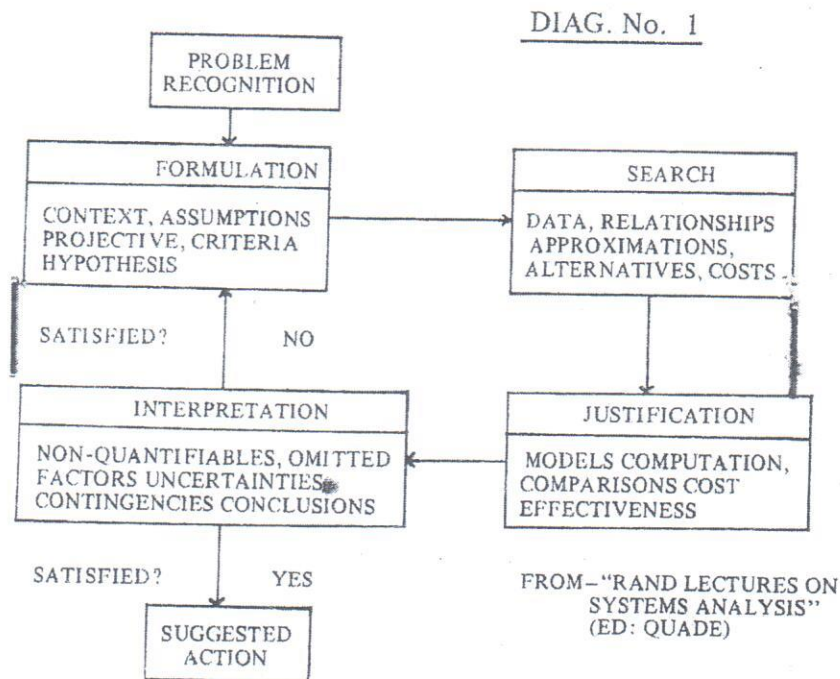 DIAG. No. 1
PROBLEM
RECOGNITION
FORMULATION
CONTEXT, ASSUMPTIONS
PROJECTIVE, CRITERIA
HYPOTHESIS
SEARCH
DATA, RELATIONSHIPS
APPROXIMATIONS,
ALTERNATIVES, COSTS
SATISFIED? NO
INTERPRETATION
NON-QUANTIFIABLES, OMITTED
FACTORS UNCERTAINTIES
CONTINGENCIES CONCLUSIONS
JUSTIFICATION
MODELS COMPUTATION,
COMPARISONS COST
EFFECTIVENESS
SATISFIED? YES
SUGGESTED
ACTION
FROM–“RAND LECTURES ON
SYSTEMS ANALYSIS”
(ED: QUADE)